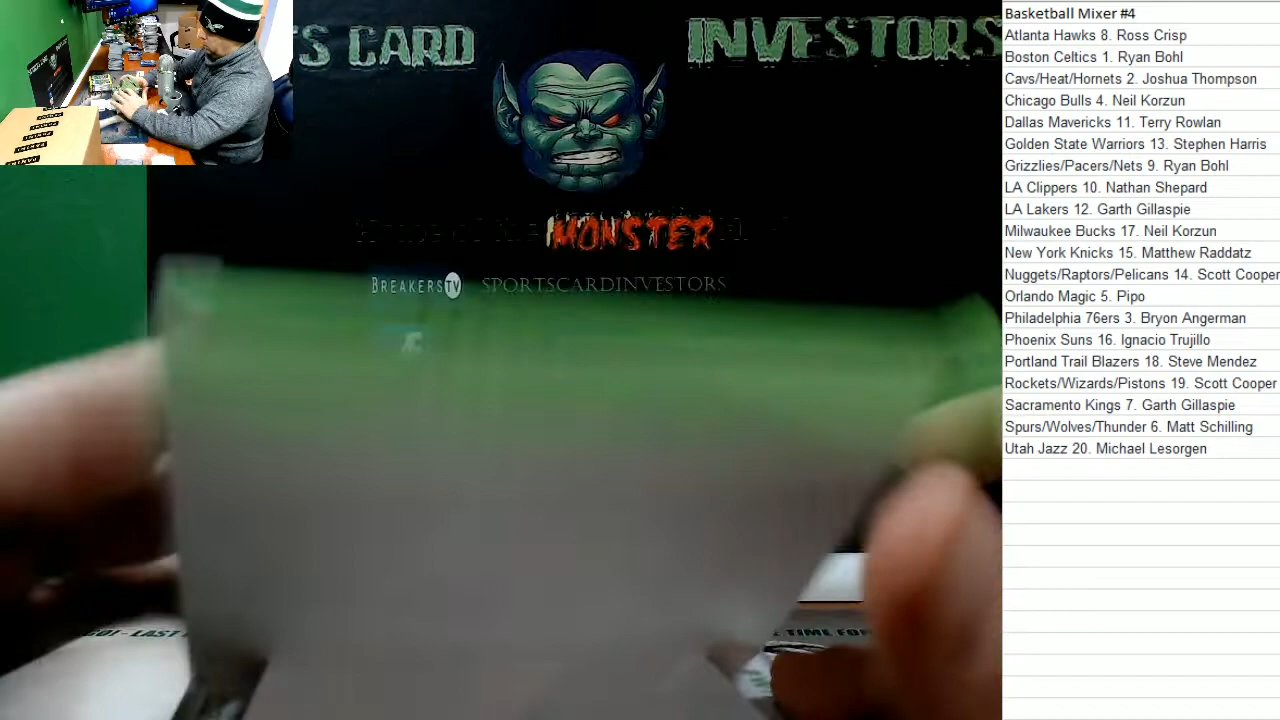 S CARD INVESTORS
MONSTER
BREAKERSTV SPORTSCARDINVESTORS
TIME FOR
Basketball Mixer #4
Atlanta Hawks 8. Ross Crisp
Boston Celtics 1. Ryan Bohl
Cavs/Heat/Hornets 2. Joshua Thompson
Chicago Bulls 4. Neil Korzun
Dallas Mavericks 11. Terry Rowlan
Golden State Warriors 13. Stephen Harris
Grizzlies/Pacers/Nets 9. Ryan Bohl
LA Clippers 10. Nathan Shepard
LA Lakers 12. Garth Gillaspie
Milwaukee Bucks 17. Neil Korzun
New York Knicks 15. Matthew Raddatz
Nuggets/Raptors/Pelicans 14. Scott Cooper
Orlando Magic 5. Pipo
Philadelphia 76ers 3. Bryon Angerman
Phoenix Suns 16. Ignacio Trujillo
Portland Trail Blazers 18. Steve Mendez
Rockets/Wizards/Pistons 19. Scott Cooper
Sacramento Kings 7. Garth Gillaspie
Spurs/Wolves/Thunder 6. Matt Schilling
Utah Jazz 20. Michael Lesorgen